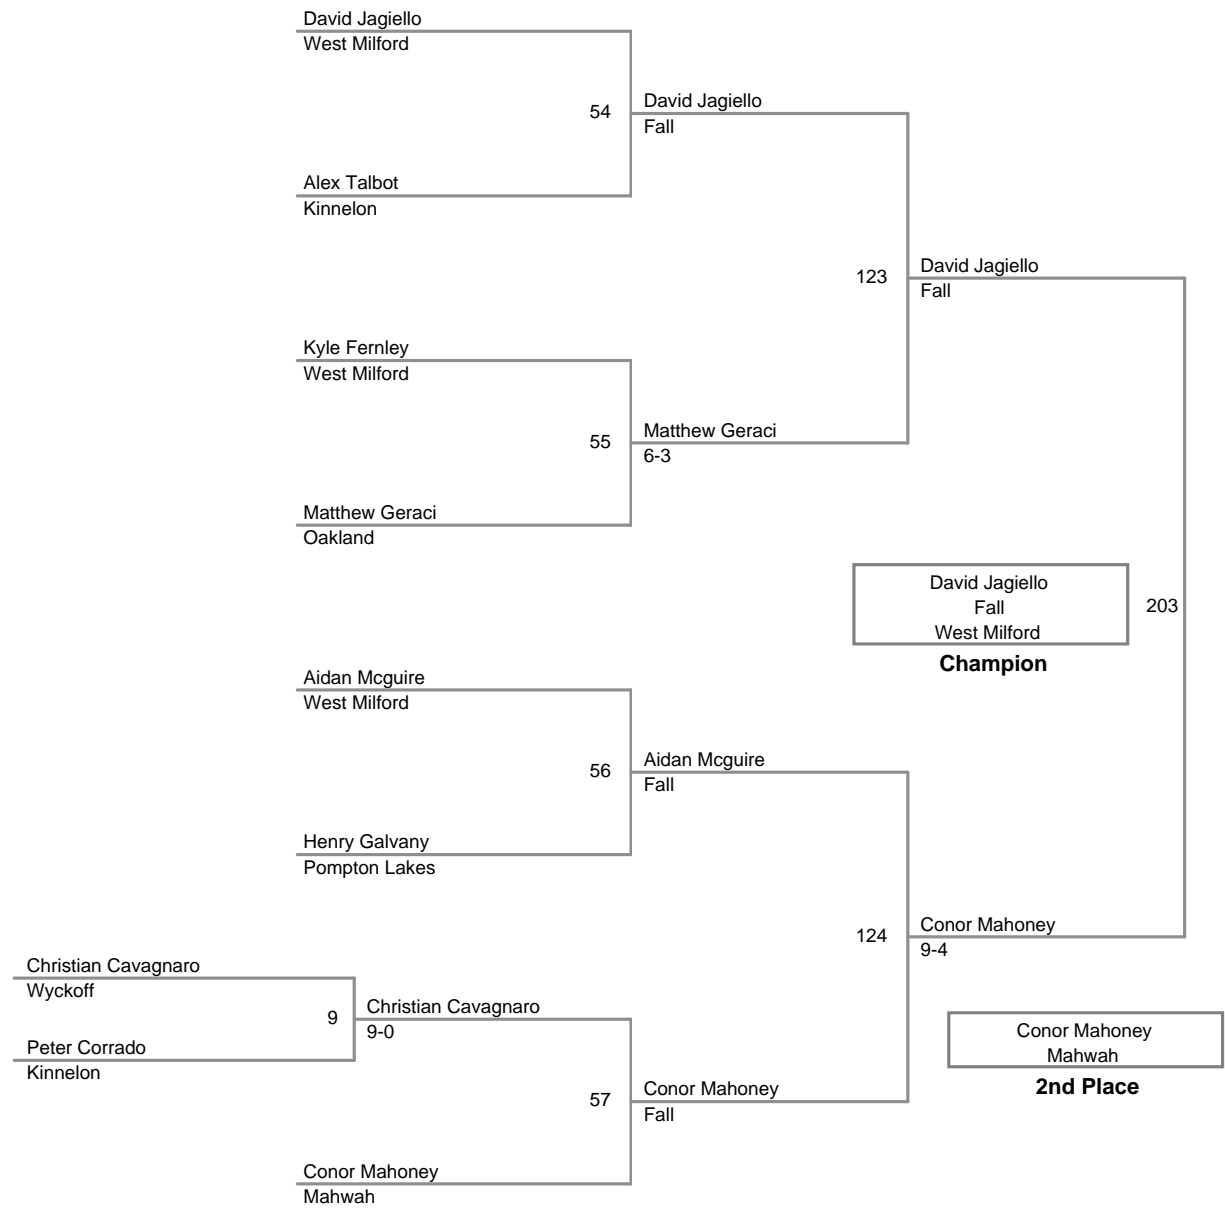 David Jagiello
West Milford
54
David Jagiello
Fall
Alex Talbot
Kinnelon
123
David Jagiello
Fall
Kyle Fernley
West Milford
55
Matthew Geraci
6-3
Matthew Geraci
Oakland
David Jagiello
Fall
West Milford
203
Champion
Aidan Mcguire
West Milford
56
Aidan Mcguire
Fall
Henry Galvany
Pompton Lakes
124
Conor Mahoney
9-4
Christian Cavagnaro
Wyckoff
9
Christian Cavagnaro
9-0
Peter Corrado
Kinnelon
Conor Mahoney
Mahwah
2nd Place
57
Conor Mahoney
Fall
Conor Mahoney
Mahwah